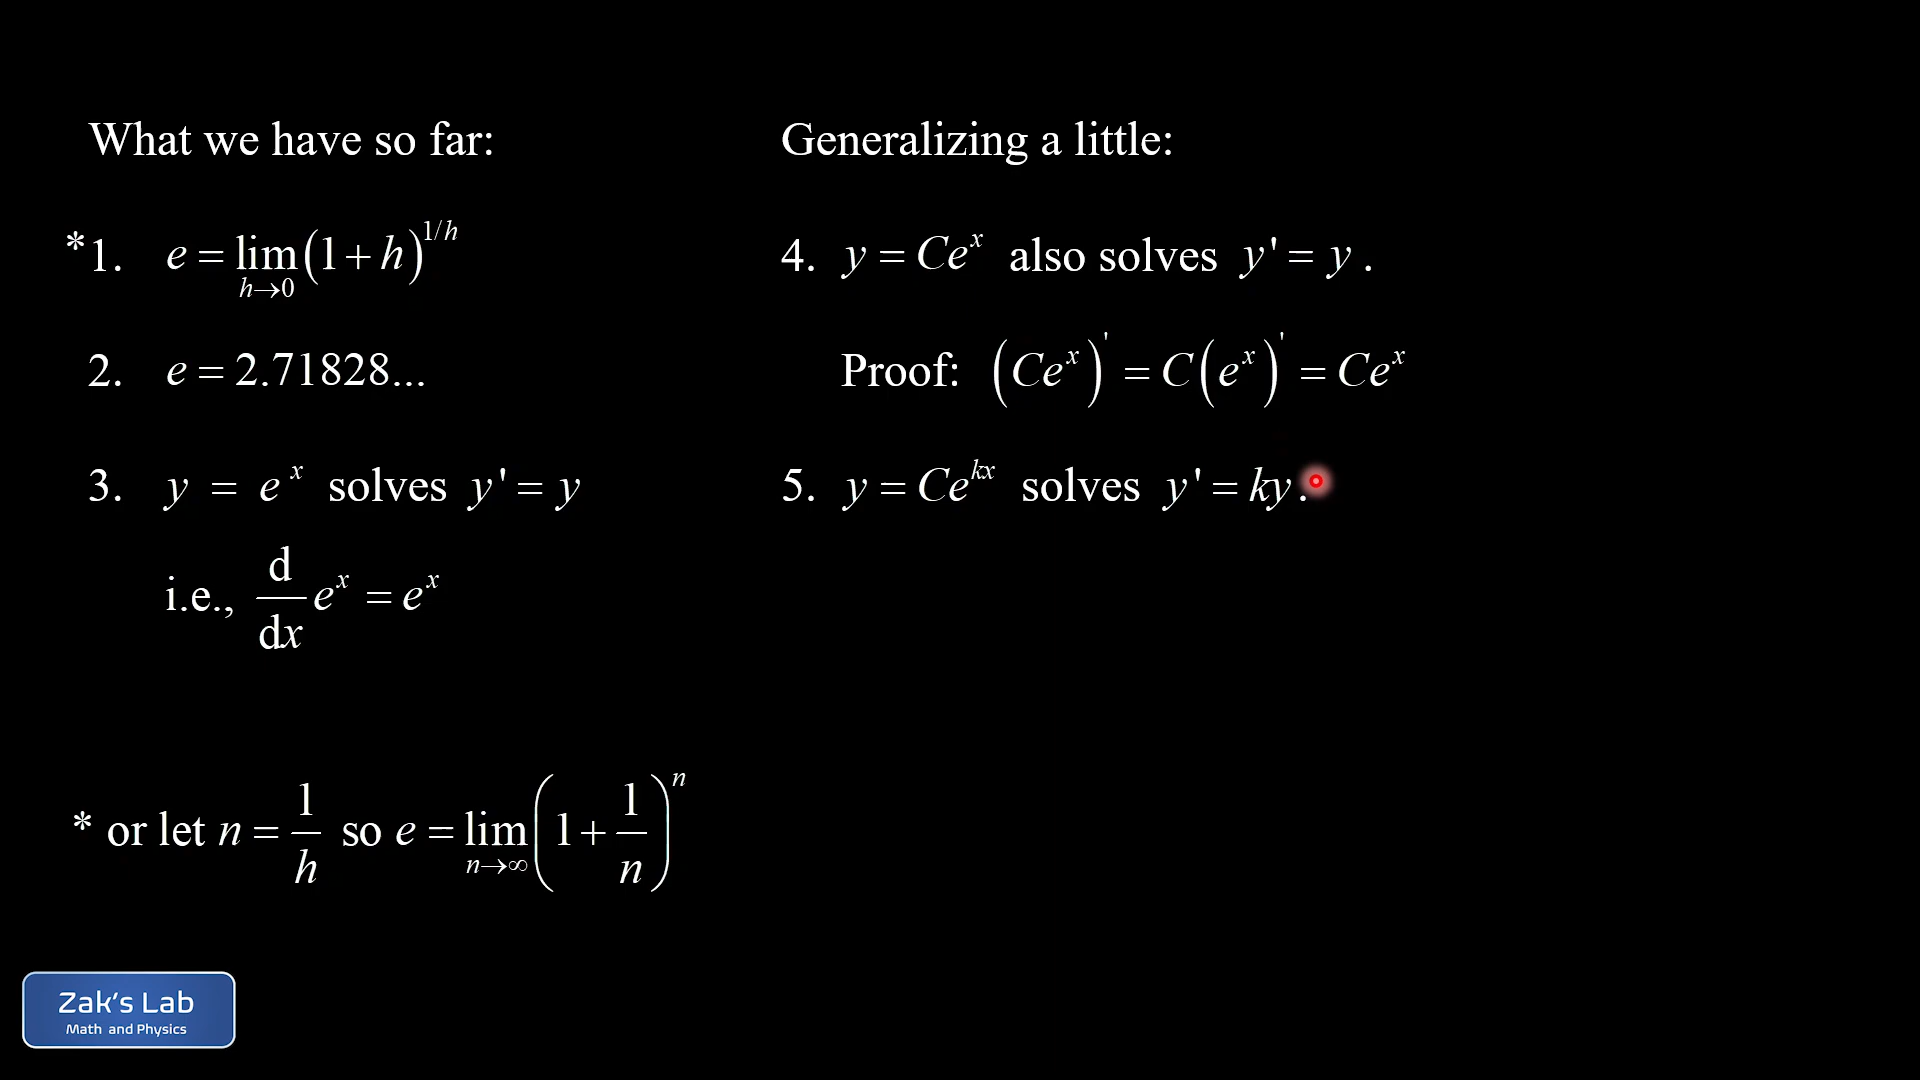 What we have so far:
*1. e = lim h→0 (1 + h)^1/h
2. e = 2.71828...
3. y = e^x solves y' = y
i.e., d/dx e^x = e^x
* or let n = 1/h so e = lim n→∞ (1 + 1/n)^n
Generalizing a little:
4. y = Ce^x also solves y' = y .
Proof: (Ce^x)' = C(e^x)' = Ce^x
5. y = Ce^kx solves y' = ky .
Zak's Lab
Math and Physics